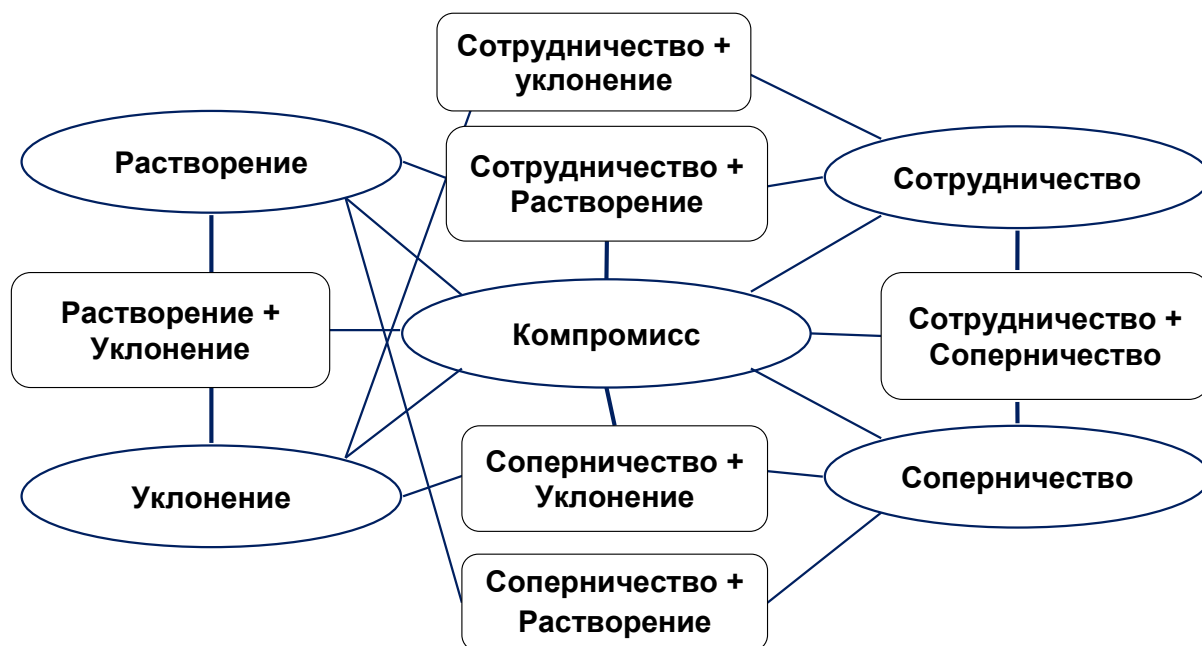 Сотрудничество +
уклонение
Растворение
Сотрудничество +
Растворение
Сотрудничество
Растворение +
Уклонение
Компромисс
Сотрудничество +
Соперничество
Уклонение
Соперничество +
Уклонение
Соперничество
Соперничество +
Растворение